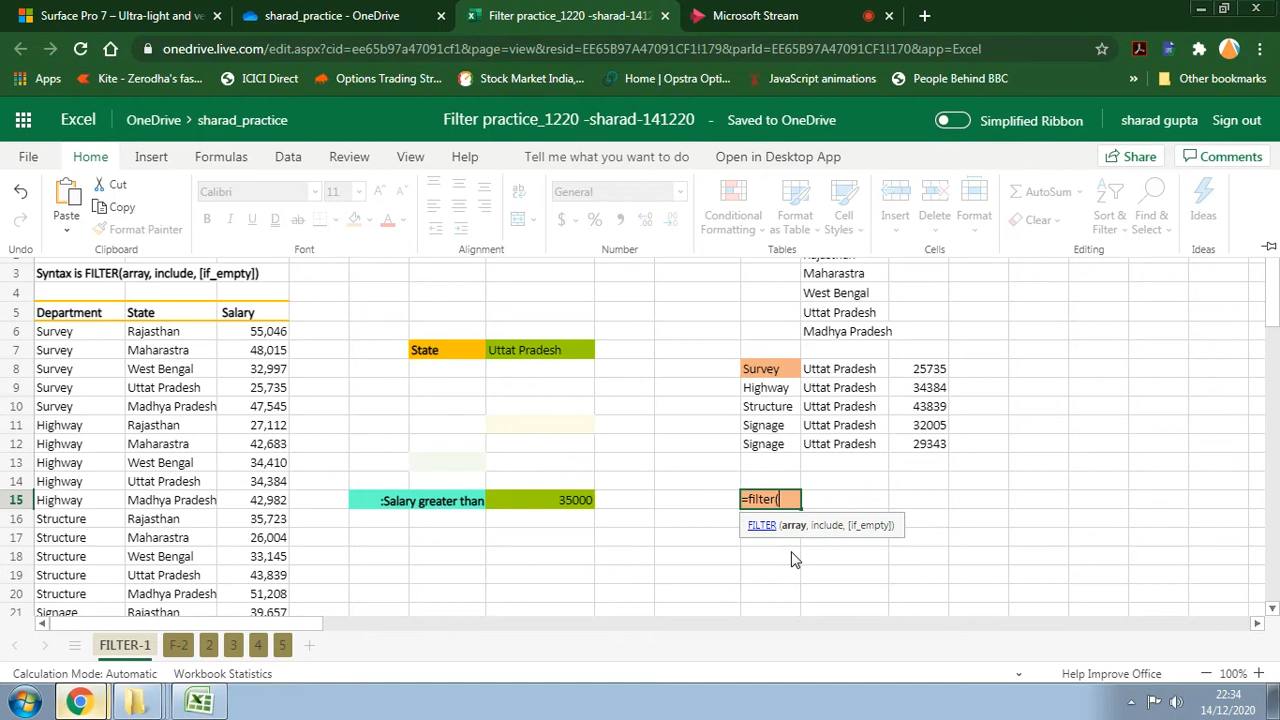 Surface Pro 7 – Ultra-light and ve
sharad_practice - OneDrive
Filter practice_1220 -sharad-1412
Microsoft Stream
onedrive.live.com/edit.aspx?cid=ee65b97a47091cf1&page=view&resid=EE65B97A47091CF1!179&parId=EE65B97A47091CF1!170&app=Excel
Apps
Kite - Zerodha's fast...
ICICI Direct
Options Trading Str...
Stock Market India,...
Home | Opstra Opti...
JavaScript animations
People Behind BBC
»
Other bookmarks
Excel
OneDrive > sharad_practice
Filter practice_1220 -sharad-141220 - Saved to OneDrive
Simplified Ribbon
sharad gupta
Sign out
File
Home
Insert
Formulas
Data
Review
View
Help
Tell me what you want to do
Open in Desktop App
Share
Comments
Paste
Cut
Copy
Format Painter
Calibri
11
B I U D ab
General
$ % ,
Conditional Formatting
Format as Table
Cell Styles
Insert
Delete
Format
AutoSum
Clear
Sort & Filter
Find & Select
Ideas
Undo
Clipboard
Font
Alignment
Number
Tables
Cells
Editing
Ideas
3 Syntax is FILTER(array, include, [if_empty]) Maharastra
4 West Bengal
5 Department State Salary Uttat Pradesh
6 Survey Rajasthan 55,046 Madhya Pradesh
7 Survey Maharastra 48,015 State Uttat Pradesh
8 Survey West Bengal 32,997 Survey Uttat Pradesh 25735
9 Survey Uttat Pradesh 25,735 Highway Uttat Pradesh 34384
10 Survey Madhya Pradesh 47,545 Structure Uttat Pradesh 43839
11 Highway Rajasthan 27,112 Signage Uttat Pradesh 32005
12 Highway Maharastra 42,683 Signage Uttat Pradesh 29343
13 Highway West Bengal 34,410
14 Highway Uttat Pradesh 34,384
15 Highway Madhya Pradesh 42,982 :Salary greater than 35000 =filter(
16 Structure Rajasthan 35,723 FILTER (array, include, [if_empty])
17 Structure Maharastra 26,004
18 Structure West Bengal 33,145
19 Structure Uttat Pradesh 43,839
20 Structure Madhya Pradesh 51,208
21 Signage Rajasthan 39,657
FILTER-1
F-2
2
3
4
5
Calculation Mode: Automatic
Workbook Statistics
Help Improve Office
100%
22:34
14/12/2020